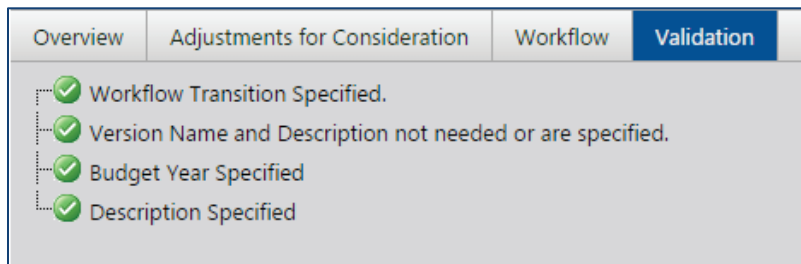 Overview Adjustments for Consideration Workflow Validation
Workflow Transition Specified.
Version Name and Description not needed or are specified.
Budget Year Specified
Description Specified